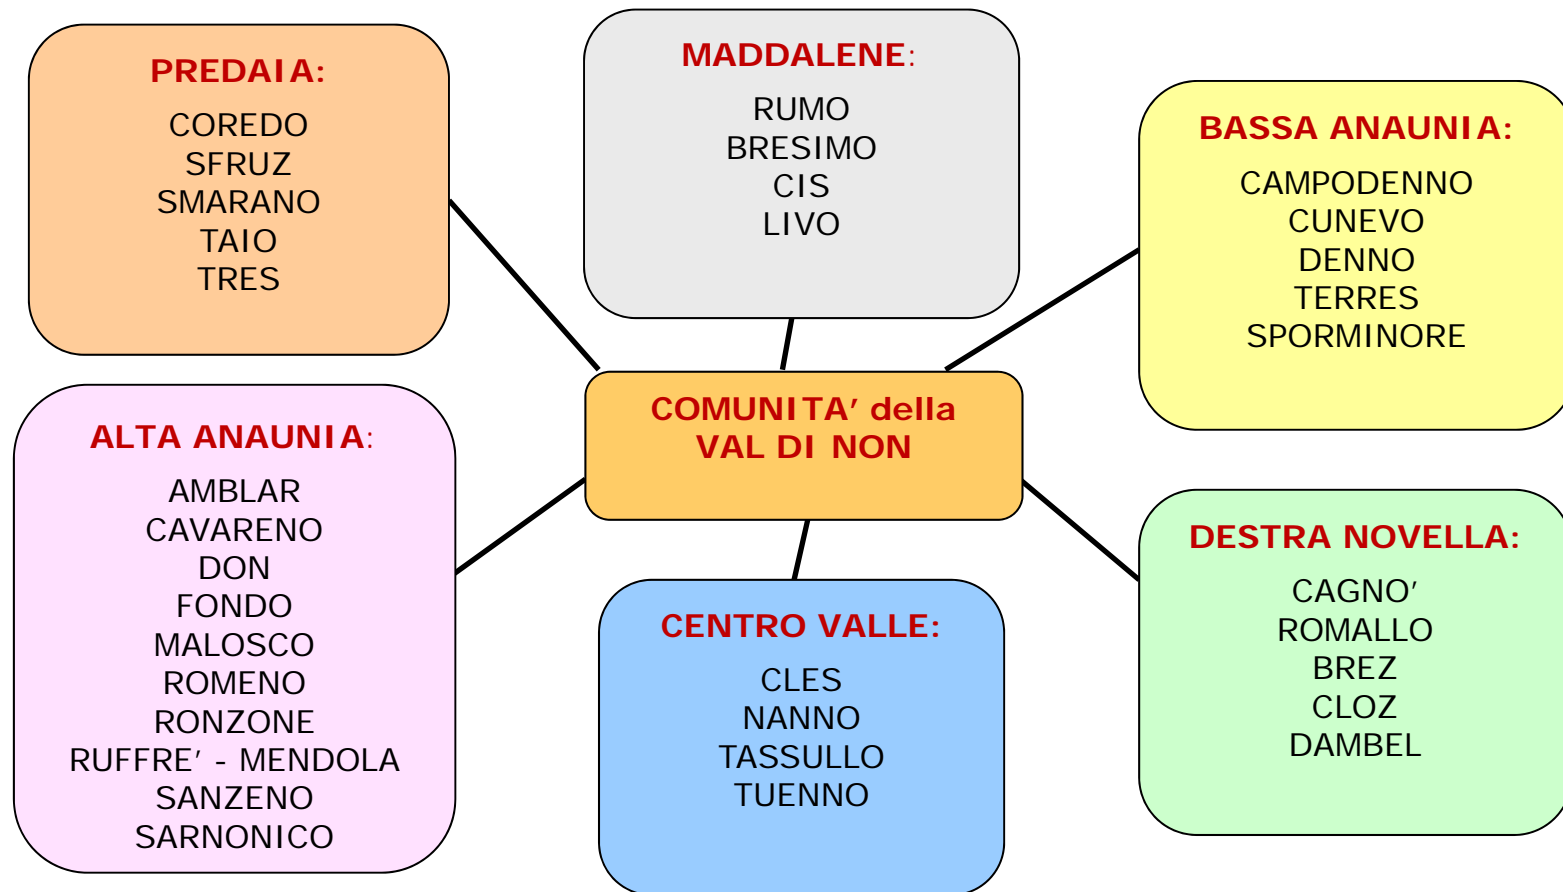 PREDAIA:
COREDO
SFRUZ
SMARANO
TAIO
TRES
MADDALENE:
RUMO
BRESIMO
CIS
LIVO
BASSA ANAUNIA:
CAMPODENNO
CUNEVO
DENNO
TERRES
SPORMINORE
COMUNITA’ della
VAL DI NON
ALTA ANAUNIA:
AMBLAR
CAVARENO
DON
FONDO
MALOSCO
ROMENO
RONZONE
RUFFRE’ - MENDOLA
SANZENO
SARNONICO
CENTRO VALLE:
CLES
NANNO
TASSULLO
TUENNO
DESTRA NOVELLA:
CAGNO’
ROMALLO
BREZ
CLOZ
DAMBEL